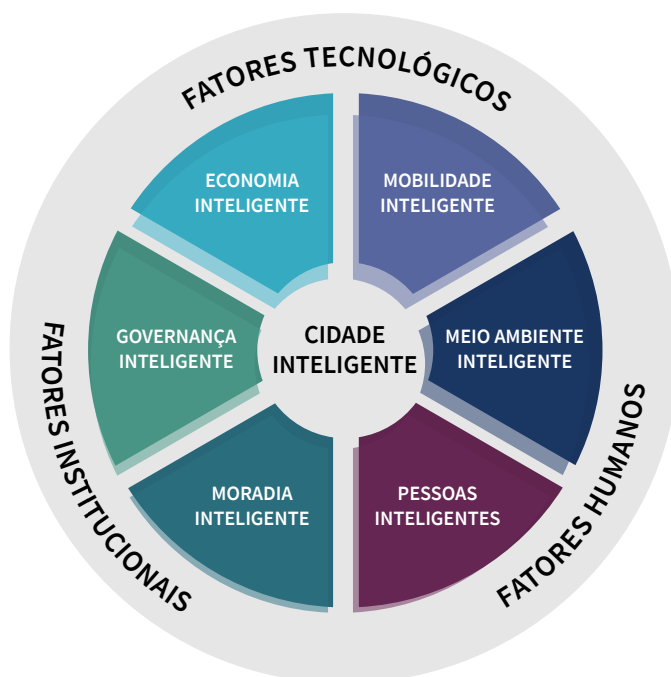 FATORES TECNOLÓGICOS
ECONOMIA
INTELIGENTE
MOBILIDADE
INTELIGENTE
GOVERNANÇA
INTELIGENTE
CIDADE
INTELIGENTE
MEIO AMBIENTE
INTELIGENTE
MORADIA
INTELIGENTE
PESSOAS
INTELIGENTES
FATORES INSTITUCIONAIS
FATORES HUMANOS